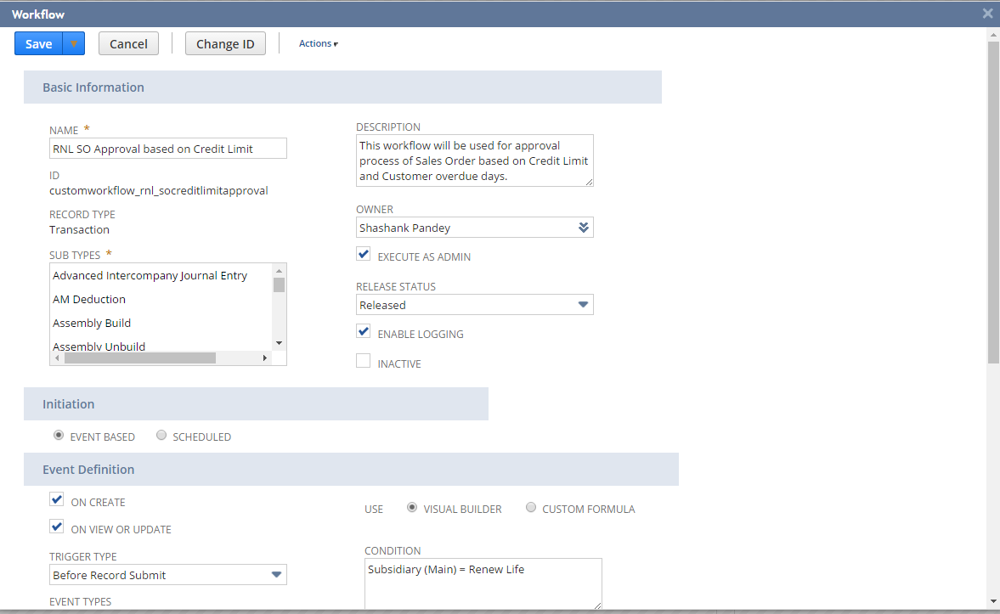 Workflow
Save
Cancel
Change ID
Actions
Basic Information
NAME *
RNL SO Approval based on Credit Limit
ID
customworkflow_rnl_socreditlimitapproval
RECORD TYPE
Transaction
SUB TYPES *
Advanced Intercompany Journal Entry
AM Deduction
Assembly Build
Assembly Unbuild
DESCRIPTION
This workflow will be used for approval
process of Sales Order based on Credit Limit
and Customer overdue days.
OWNER
Shashank Pandey
EXECUTE AS ADMIN
RELEASE STATUS
Released
ENABLE LOGGING
INACTIVE
Initiation
EVENT BASED
SCHEDULED
Event Definition
ON CREATE
ON VIEW OR UPDATE
TRIGGER TYPE
Before Record Submit
EVENT TYPES
USE
VISUAL BUILDER
CUSTOM FORMULA
CONDITION
Subsidiary (Main) = Renew Life